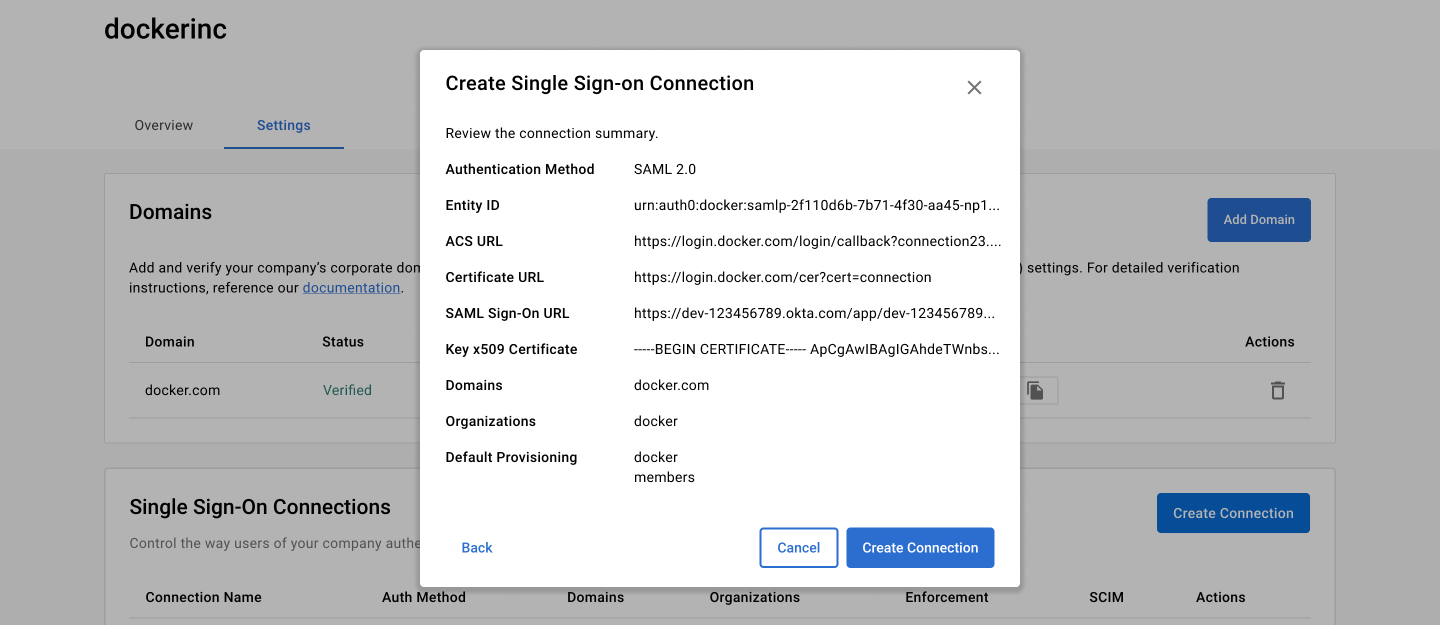 dockerinc
Overview Settings
Create Single Sign-on Connection
Review the connection summary.
Authentication Method SAML 2.0
Entity ID urn:auth0:docker:samlp-2f110d6b-7b71-4f30-aa45-np1...
ACS URL https://login.docker.com/login/callback?connection23....
Certificate URL https://login.docker.com/cer?cert=connection
SAML Sign-On URL https://dev-123456789.okta.com/app/dev-123456789...
Key x509 Certificate -----BEGIN CERTIFICATE----- ApCgAwIBAgIGAhdeTWnbs...
Domains docker.com
Organizations docker
Default Provisioning docker
members
Back Cancel Create Connection
Domains
Add Domain
Add and verify your company’s corporate dom
) settings. For detailed verification
instructions, reference our documentation.
Domain Status Actions
docker.com Verified
Single Sign-On Connections
Create Connection
Control the way users of your company authe
Connection Name Auth Method Domains Organizations Enforcement SCIM Actions